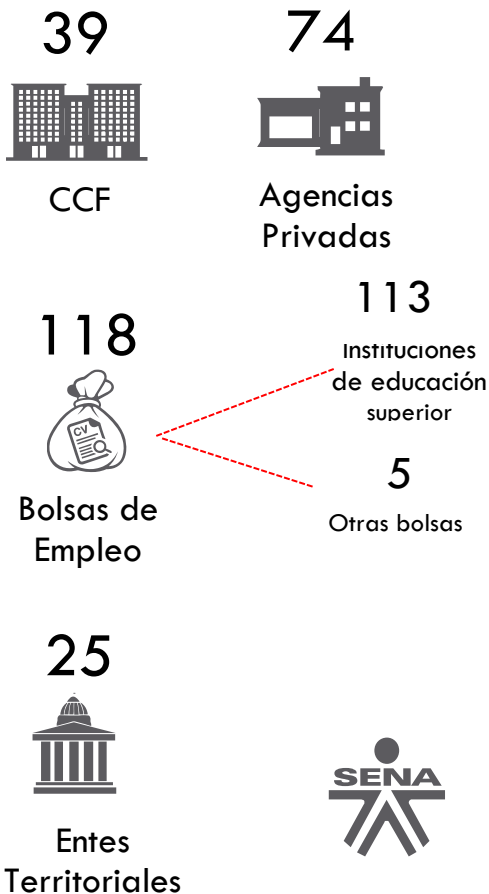 39
74
CCF
Agencias
Privadas
118
113
Instituciones
de educación
superior
CV
5
Otras bolsas
Bolsas de
Empleo
25
SENA
Entes
Territoriales